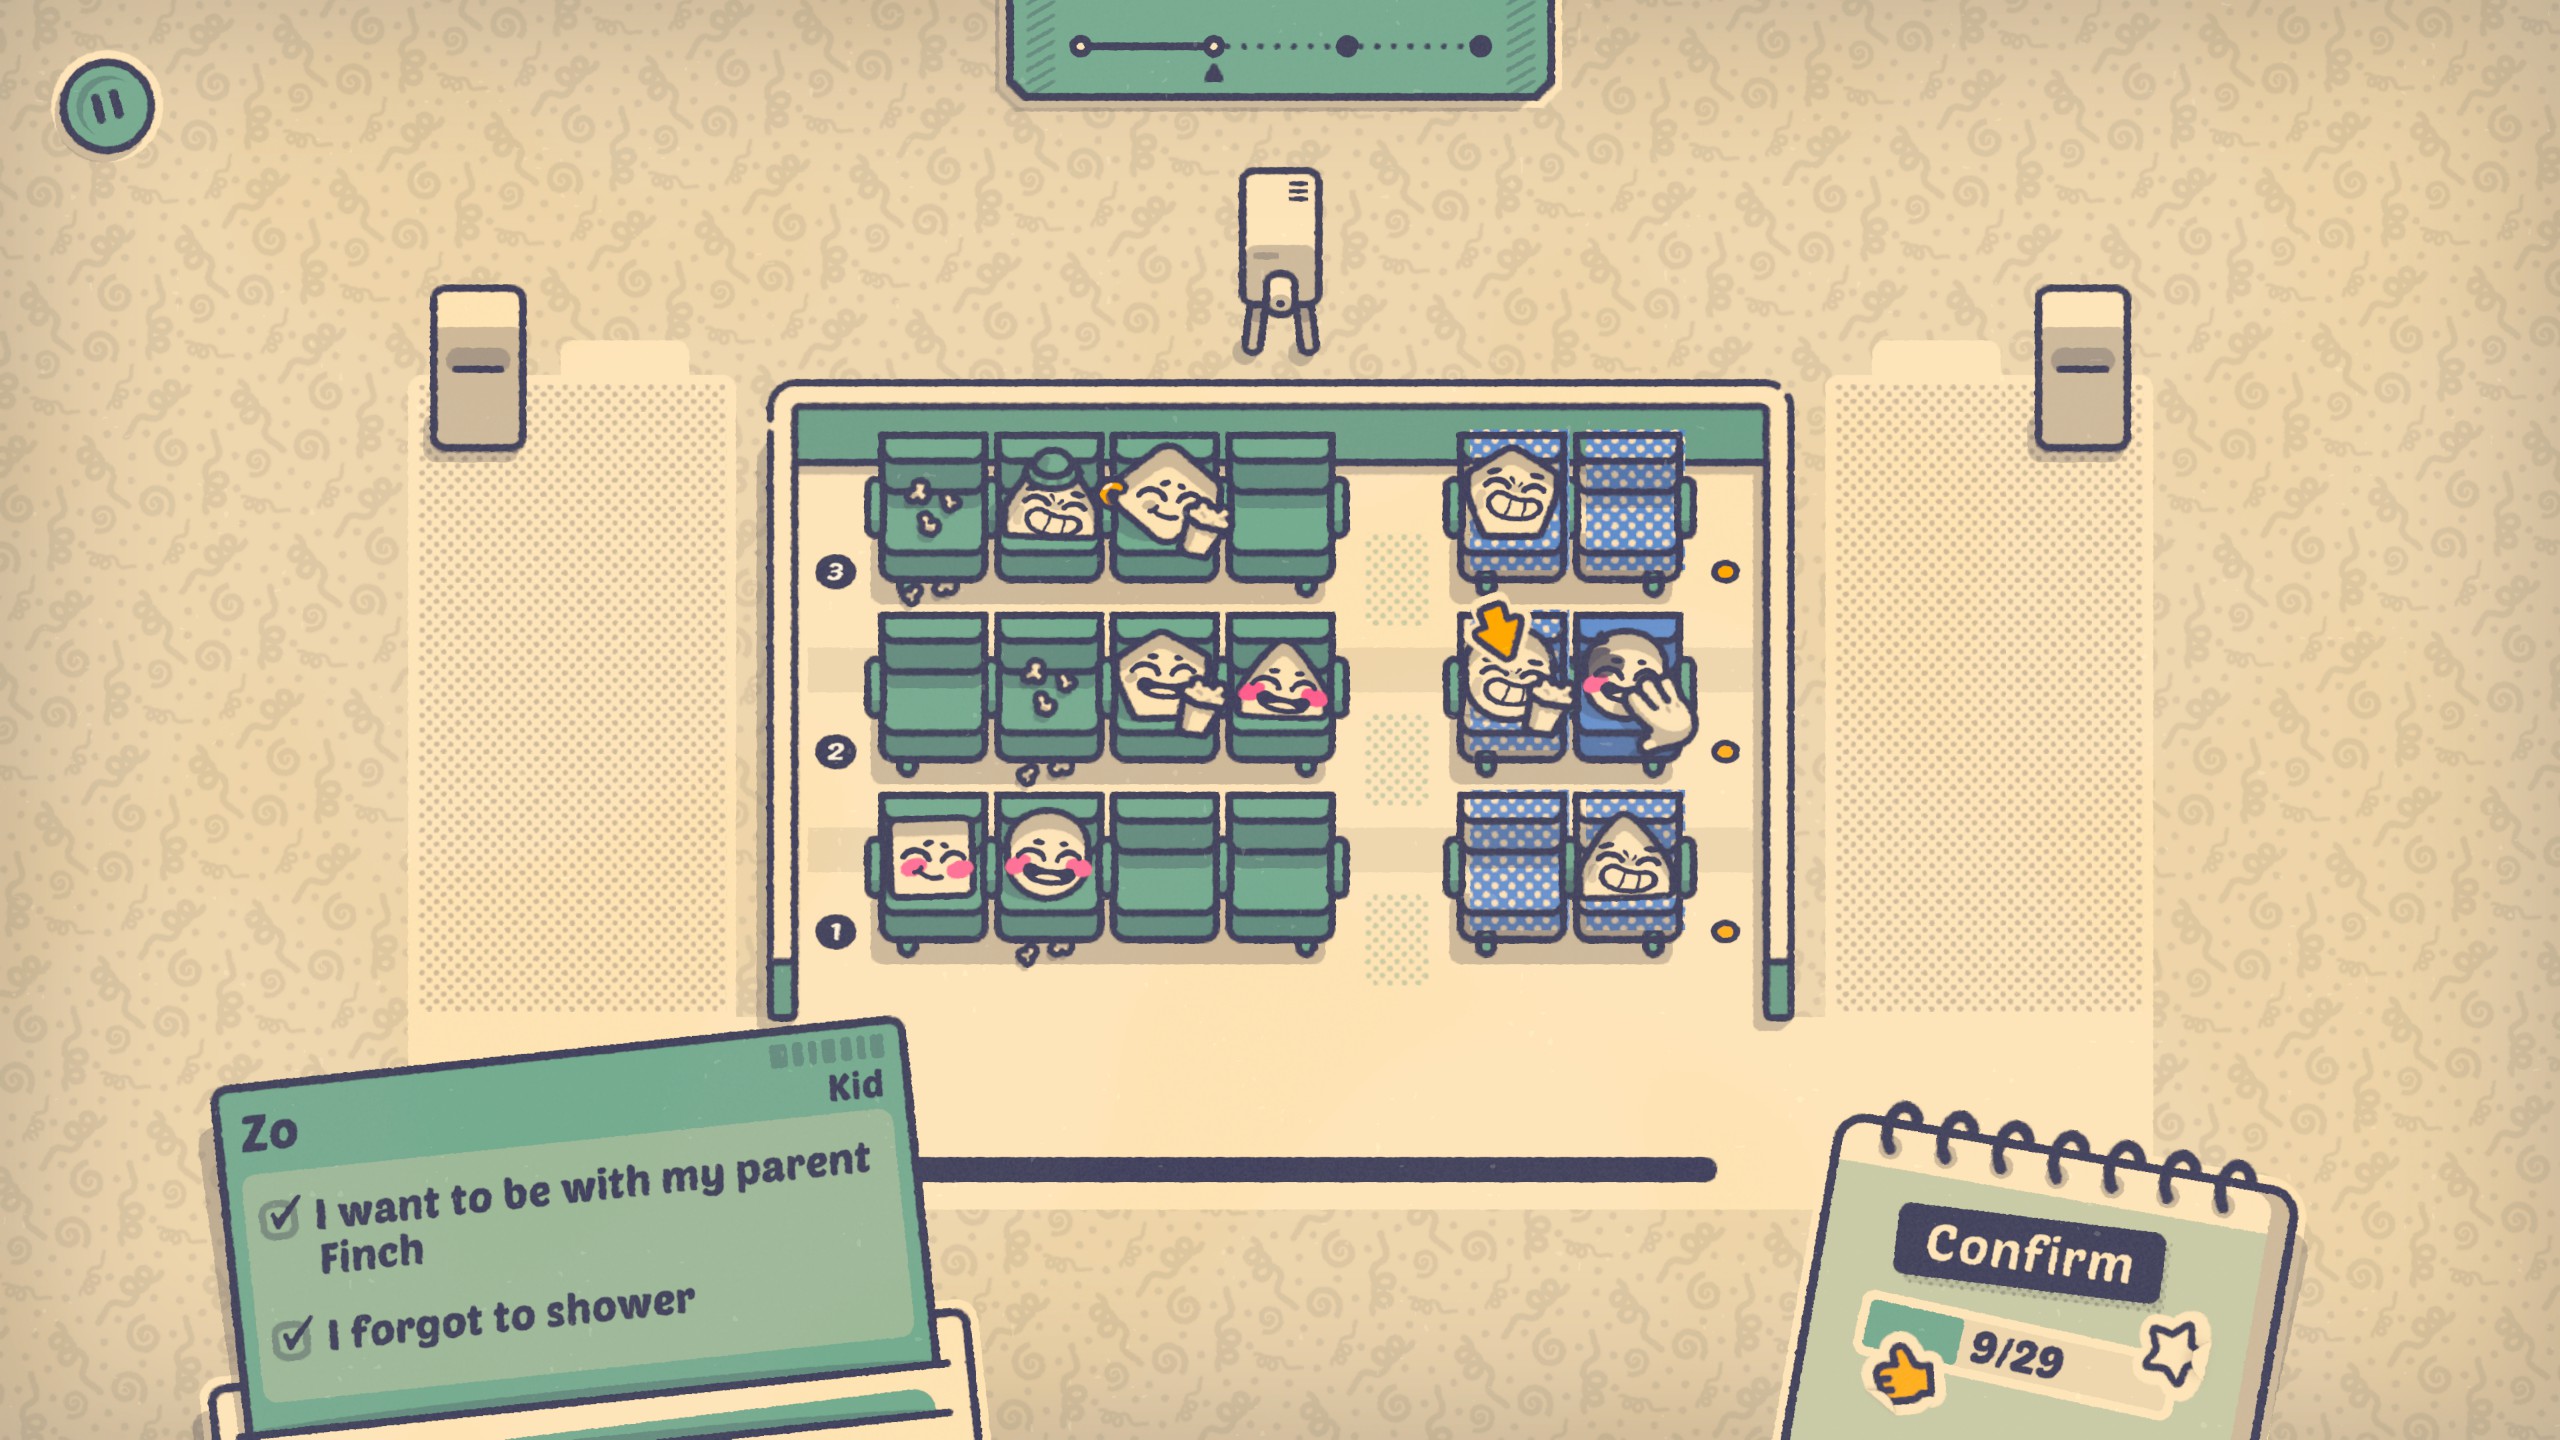 3
2
1
Kid
Zo
I want to be with my parent
Finch
I forgot to shower
Confirm
9/29